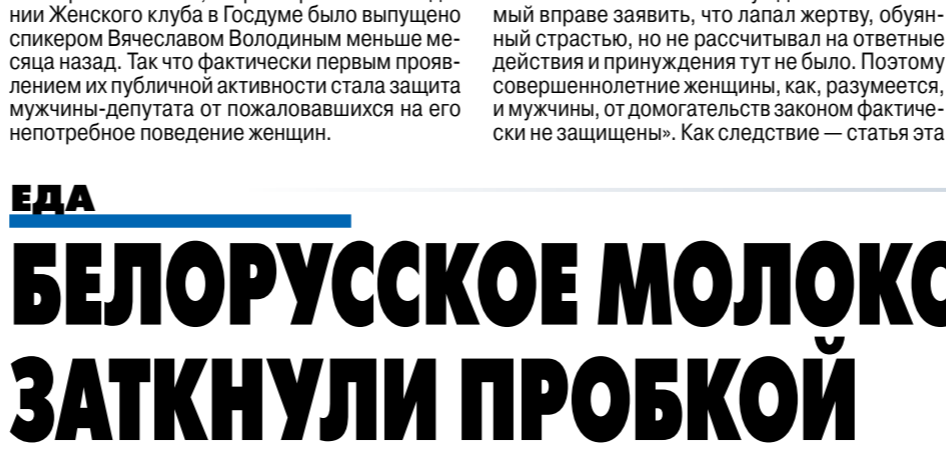 нии Женского клуба в Госдуме было выпущено
спикером Вячеславом Володиным меньше ме-
сяца назад. Так что фактически первым прояв-
лением их публичной активности стала защита
мужчины-депутата от пожаловавшихся на его
непотребное поведение женщин.
мый вправе заявить, что лапал жертву, обуян-
ный страстью, но не рассчитывал на ответные
действия и принуждения тут не было. Поэтому
совершеннолетние женщины, как, разумеется,
и мужчины, от домогательств законом фактиче-
ски не защищены». Как следствие — статья эта
ЕДА
БЕЛОРУССКОЕ МОЛОКО
ЗАТКНУЛИ ПРОБКОЙ